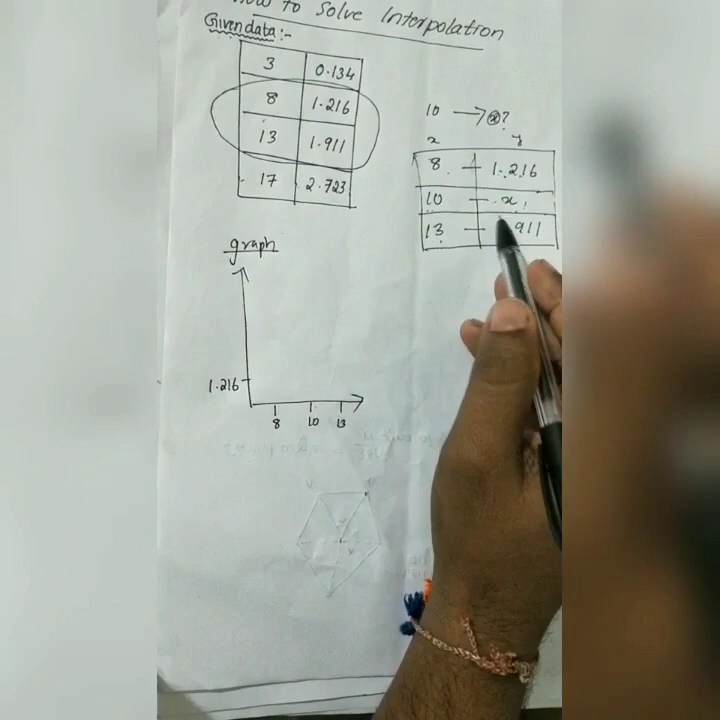 How to Solve Interpolation
Given data :-
3 0.134
8 1.216
13 1.911
17 2.723
10 → x?
x y
8 1.216
10 x
13 911
graph
1.216
8 10 13